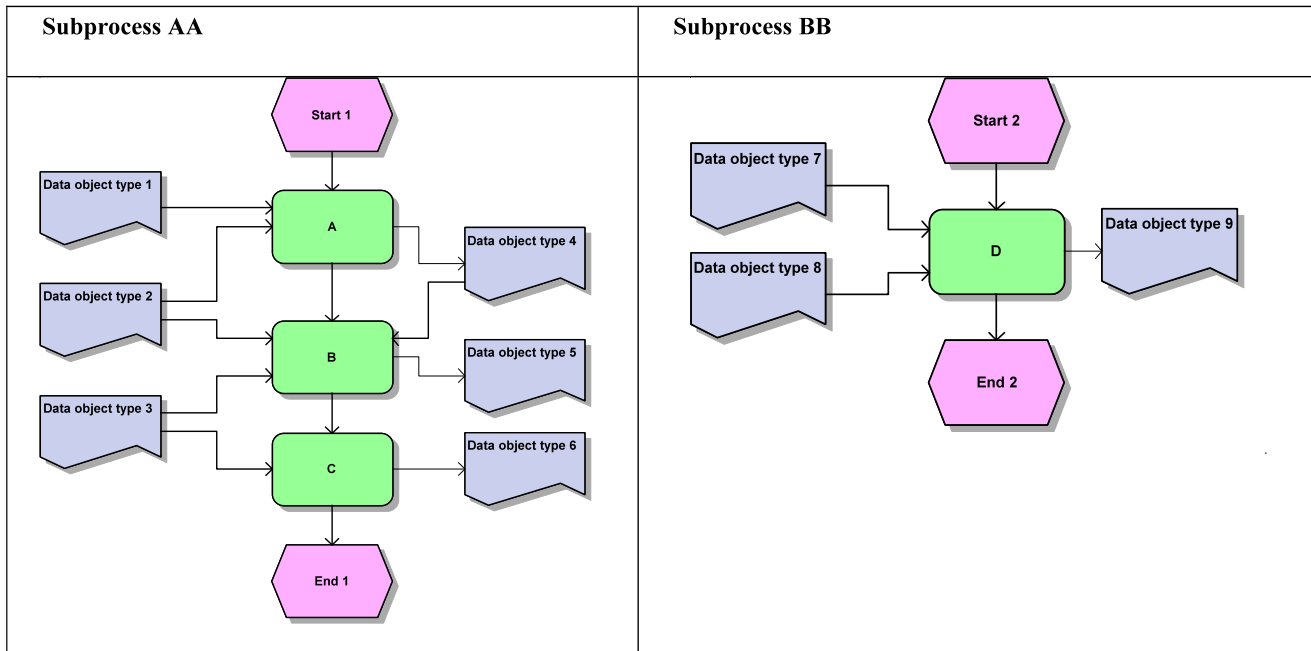 Subprocess AA
Start 1
Data object type 1
A
Data object type 4
Data object type 2
B
Data object type 5
Data object type 3
C
Data object type 6
End 1
Subprocess BB
Start 2
Data object type 7
Data object type 9
D
Data object type 8
End 2